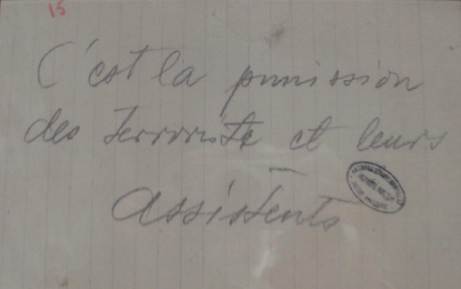 15
C'est la punission
des Terroriste et leurs
assistents